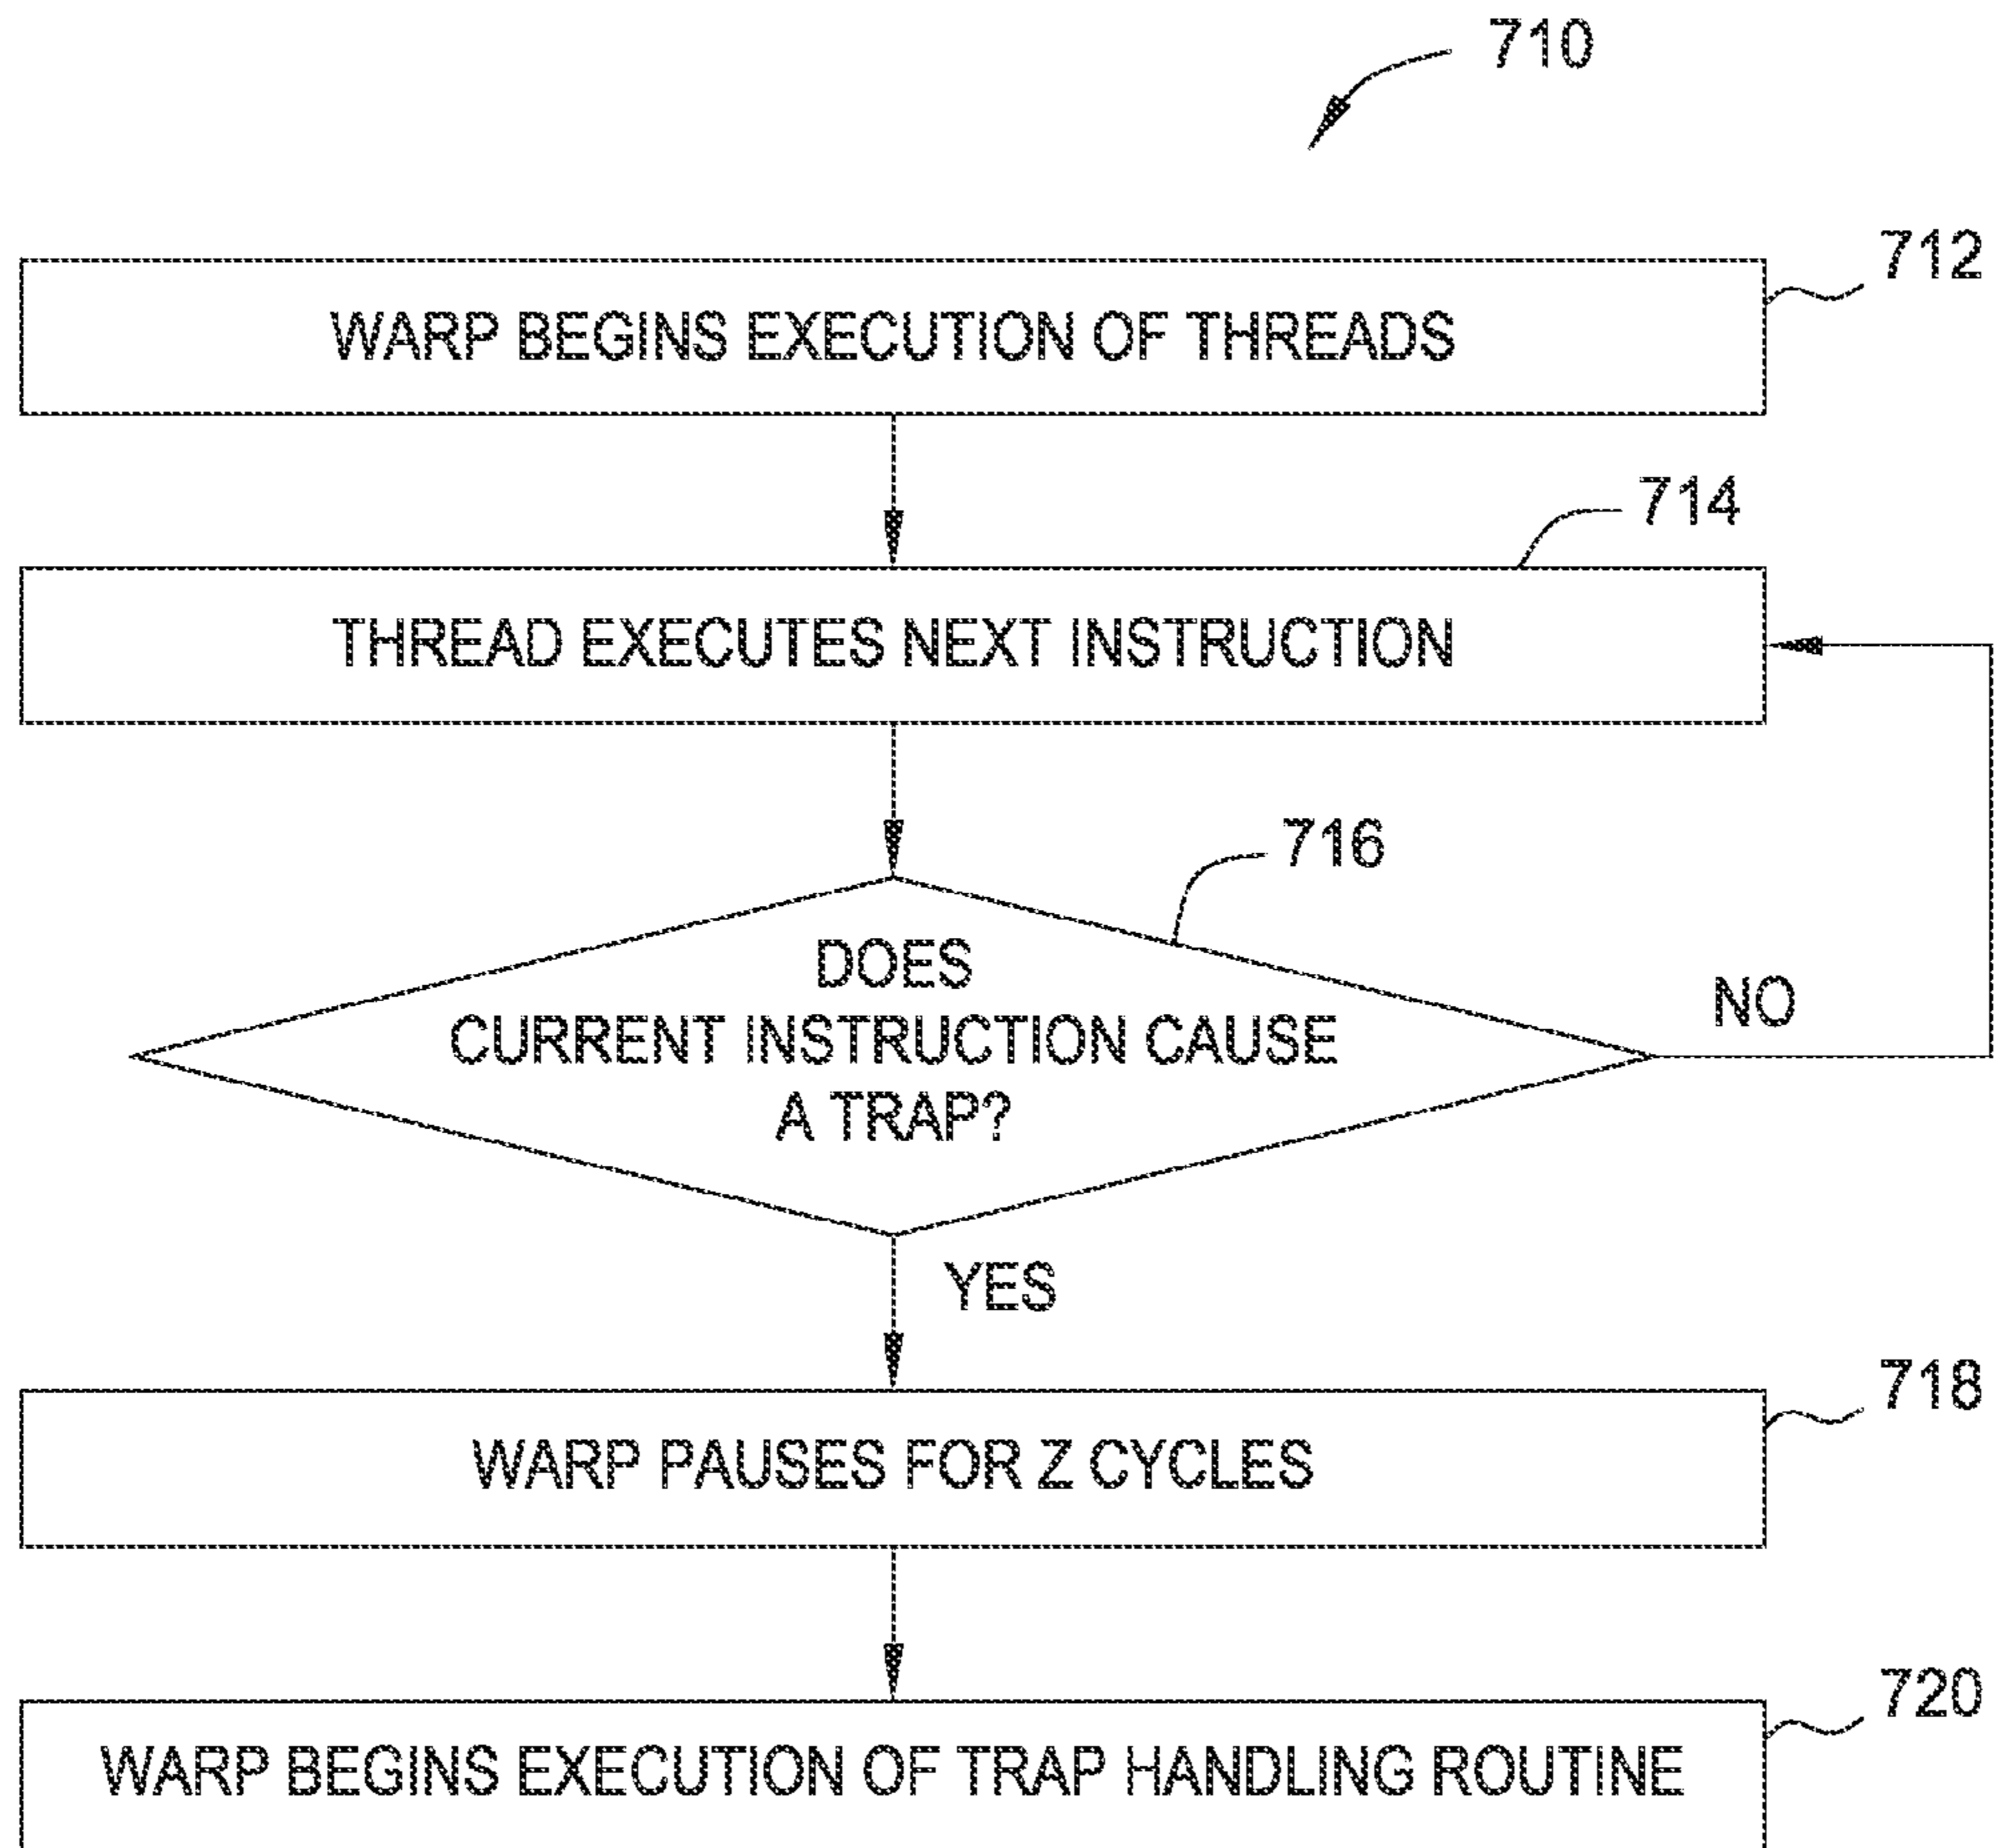 710
712
WARP BEGINS EXECUTION OF THREADS
714
THREAD EXECUTES NEXT INSTRUCTION
716
DOES
CURRENT INSTRUCTION CAUSE
A TRAP?
NO
YES
718
WARP PAUSES FOR Z CYCLES
720
WARP BEGINS EXECUTION OF TRAP HANDLING ROUTINE